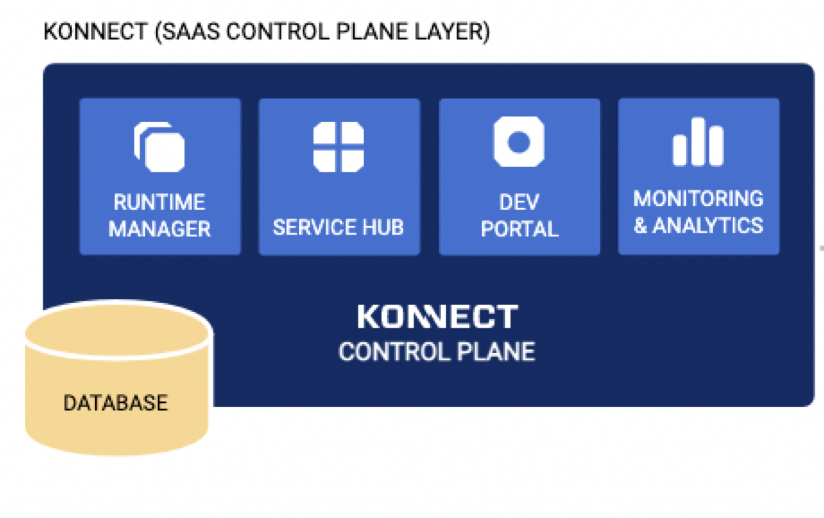 KONNECT (SAAS CONTROL PLANE LAYER)
RUNTIME
MANAGER
SERVICE HUB
DEV
PORTAL
MONITORING
& ANALYTICS
KONNECT
CONTROL PLANE
DATABASE